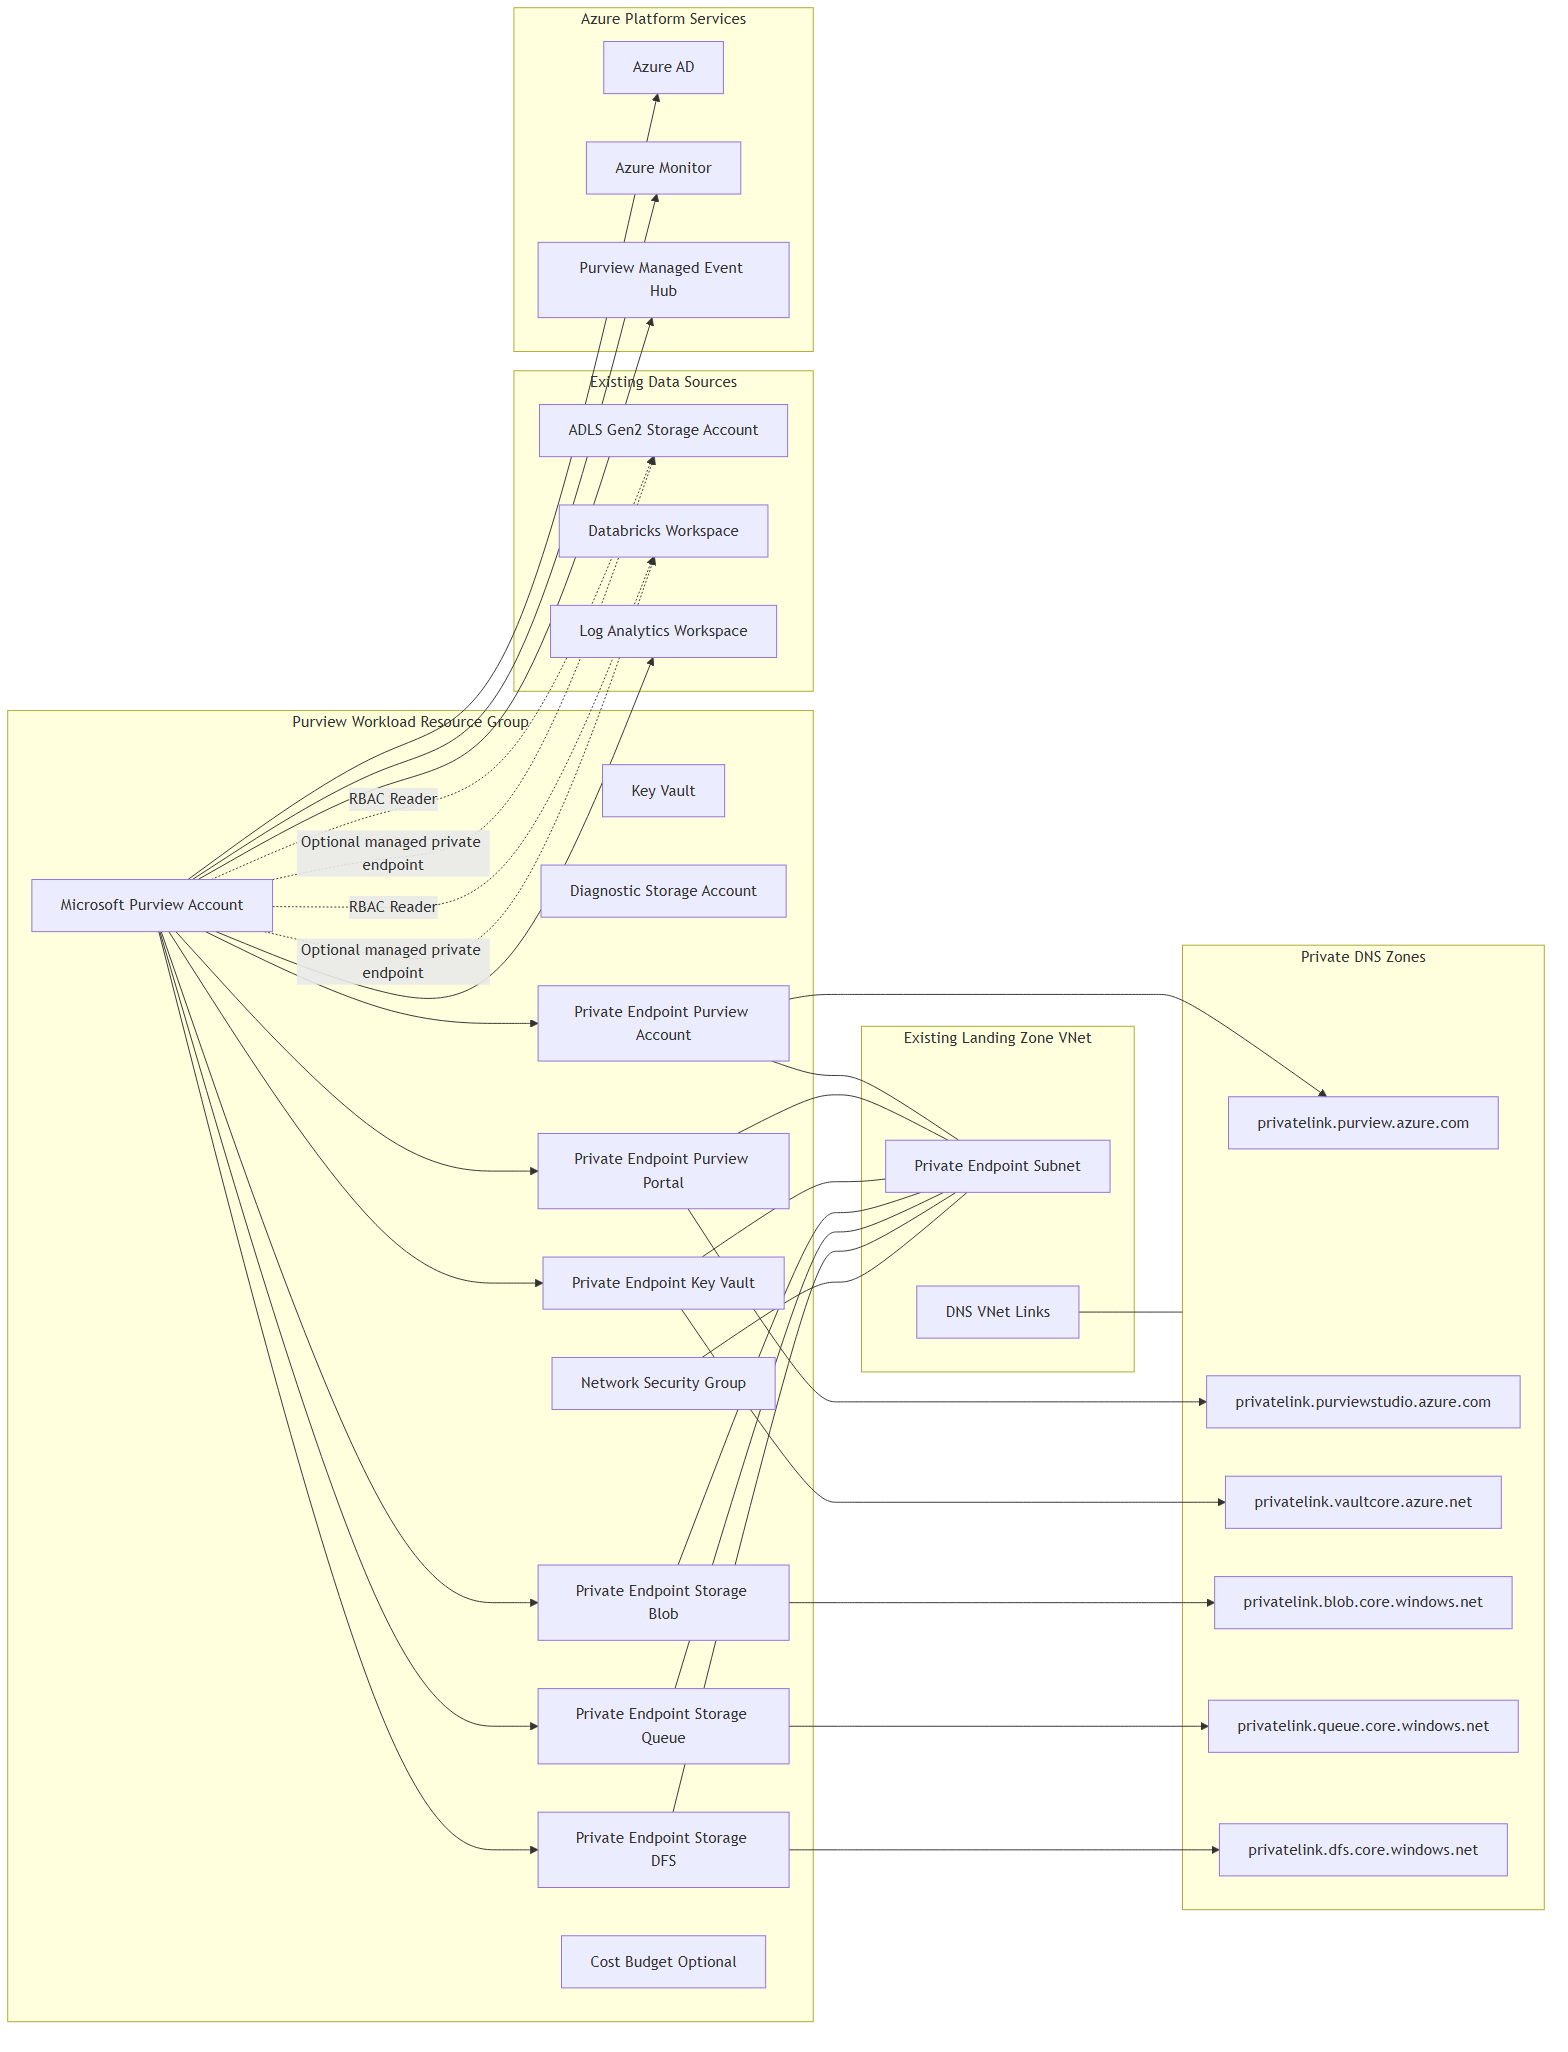 Azure Platform Services
Azure AD
Azure Monitor
Purview Managed Event
Hub
Existing Data Sources
ADLS Gen2 Storage Account
Databricks Workspace
Log Analytics Workspace
Purview Workload Resource Group
Key Vault
RBAC Reader
Optional managed private
endpoint
Diagnostic Storage Account
Microsoft Purview Account
RBAC Reader
Optional managed private
endpoint
Private Endpoint Purview
Account
Private Endpoint Purview
Portal
Private Endpoint Key Vault
Network Security Group
Private Endpoint Storage
Blob
Private Endpoint Storage
Queue
Private Endpoint Storage
DFS
Cost Budget Optional
Existing Landing Zone VNet
Private Endpoint Subnet
DNS VNet Links
Private DNS Zones
privatelink.purview.azure.com
privatelink.purviewstudio.azure.com
privatelink.vaultcore.azure.net
privatelink.blob.core.windows.net
privatelink.queue.core.windows.net
privatelink.dfs.core.windows.net